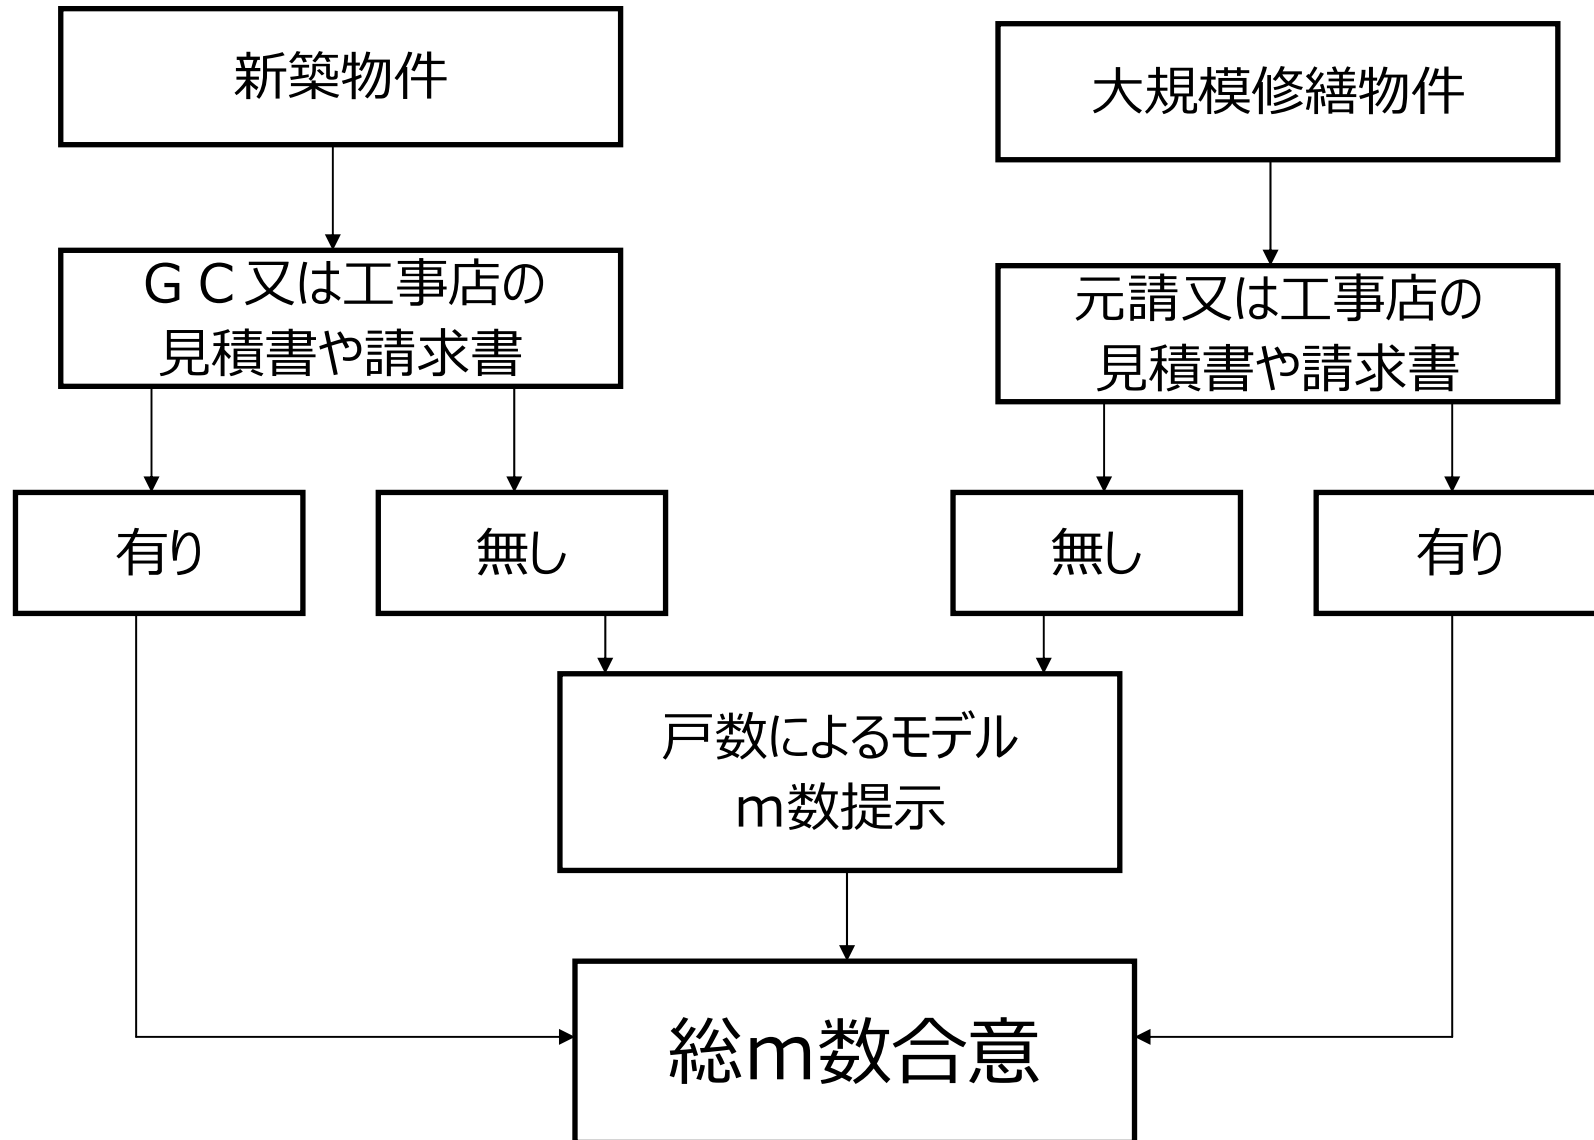 新築物件
大規模修繕物件
ＧＣ又は工事店の
見積書や請求書
元請又は工事店の
見積書や請求書
有り
無し
無し
有り
戸数によるモデル
ｍ数提示
総ｍ数合意